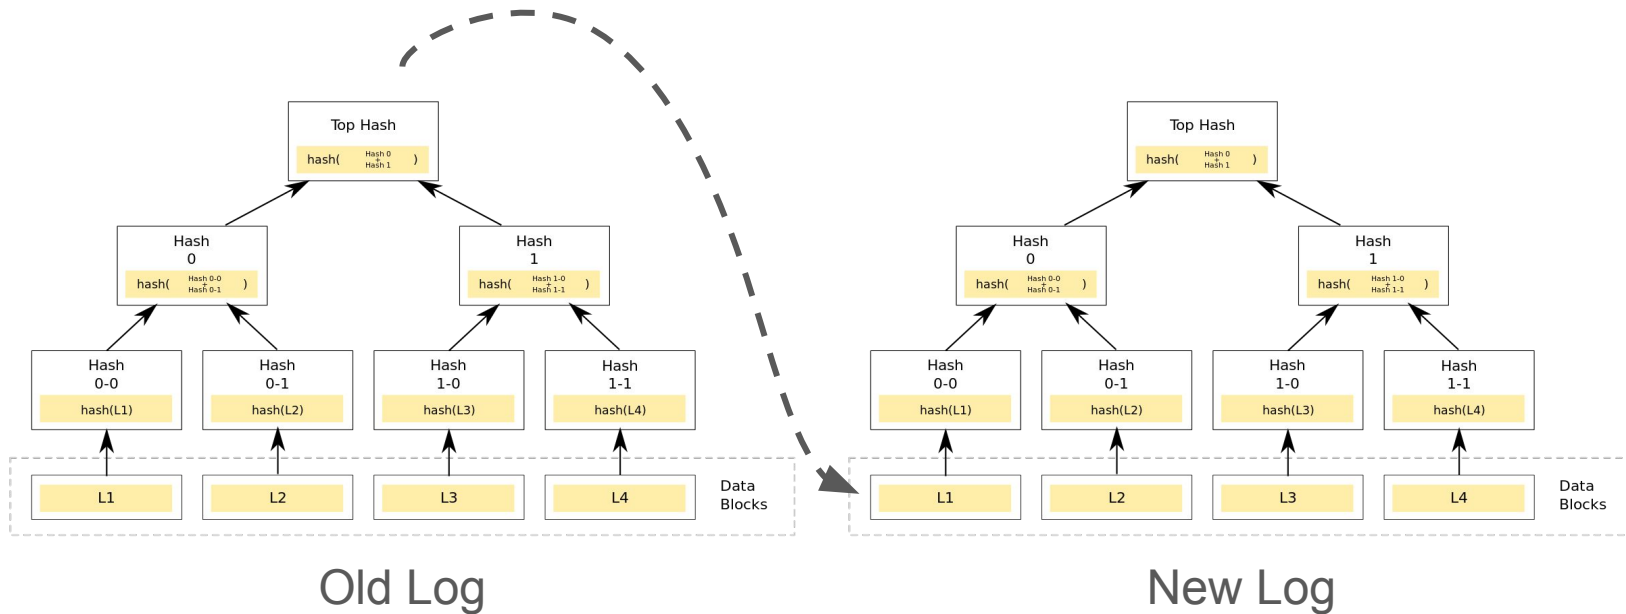 Top Hash
hash( Hash 0 + Hash 1 )
Hash
0
hash( Hash 0-0 + Hash 0-1 )
Hash
1
hash( Hash 1-0 + Hash 1-1 )
Hash
0-0
hash(L1)
Hash
0-1
hash(L2)
Hash
1-0
hash(L3)
Hash
1-1
hash(L4)
L1
L2
L3
L4
Data
Blocks
Old Log
Top Hash
hash( Hash 0 + Hash 1 )
Hash
0
hash( Hash 0-0 + Hash 0-1 )
Hash
1
hash( Hash 1-0 + Hash 1-1 )
Hash
0-0
hash(L1)
Hash
0-1
hash(L2)
Hash
1-0
hash(L3)
Hash
1-1
hash(L4)
L1
L2
L3
L4
Data
Blocks
New Log